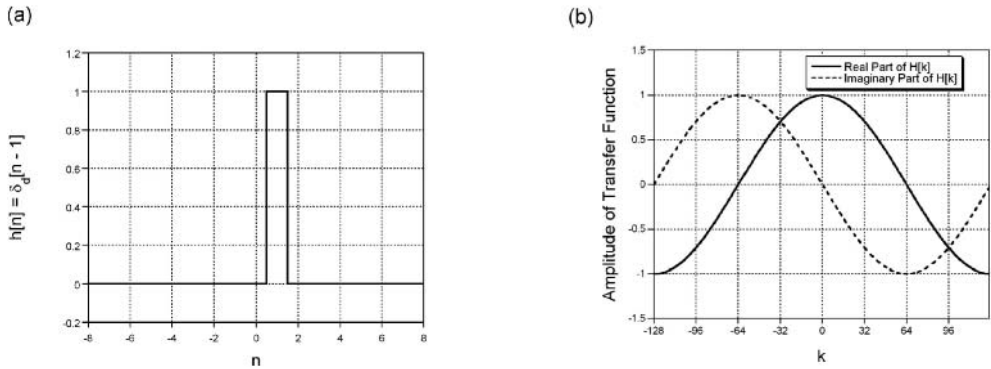 (a)
1.2
1
0.8
0.6
0.4
0.2
0
-0.2
-8 -6 -4 -2 0 2 4 6 8
n
h[n] = δd[n - 1]
(b)
1.5
1
0.5
0
-0.5
-1
-1.5
-128 -96 -64 -32 0 32 64 96
k
Amplitude of Transfer Function
Real Part of H[k]
Imaginary Part of H[k]